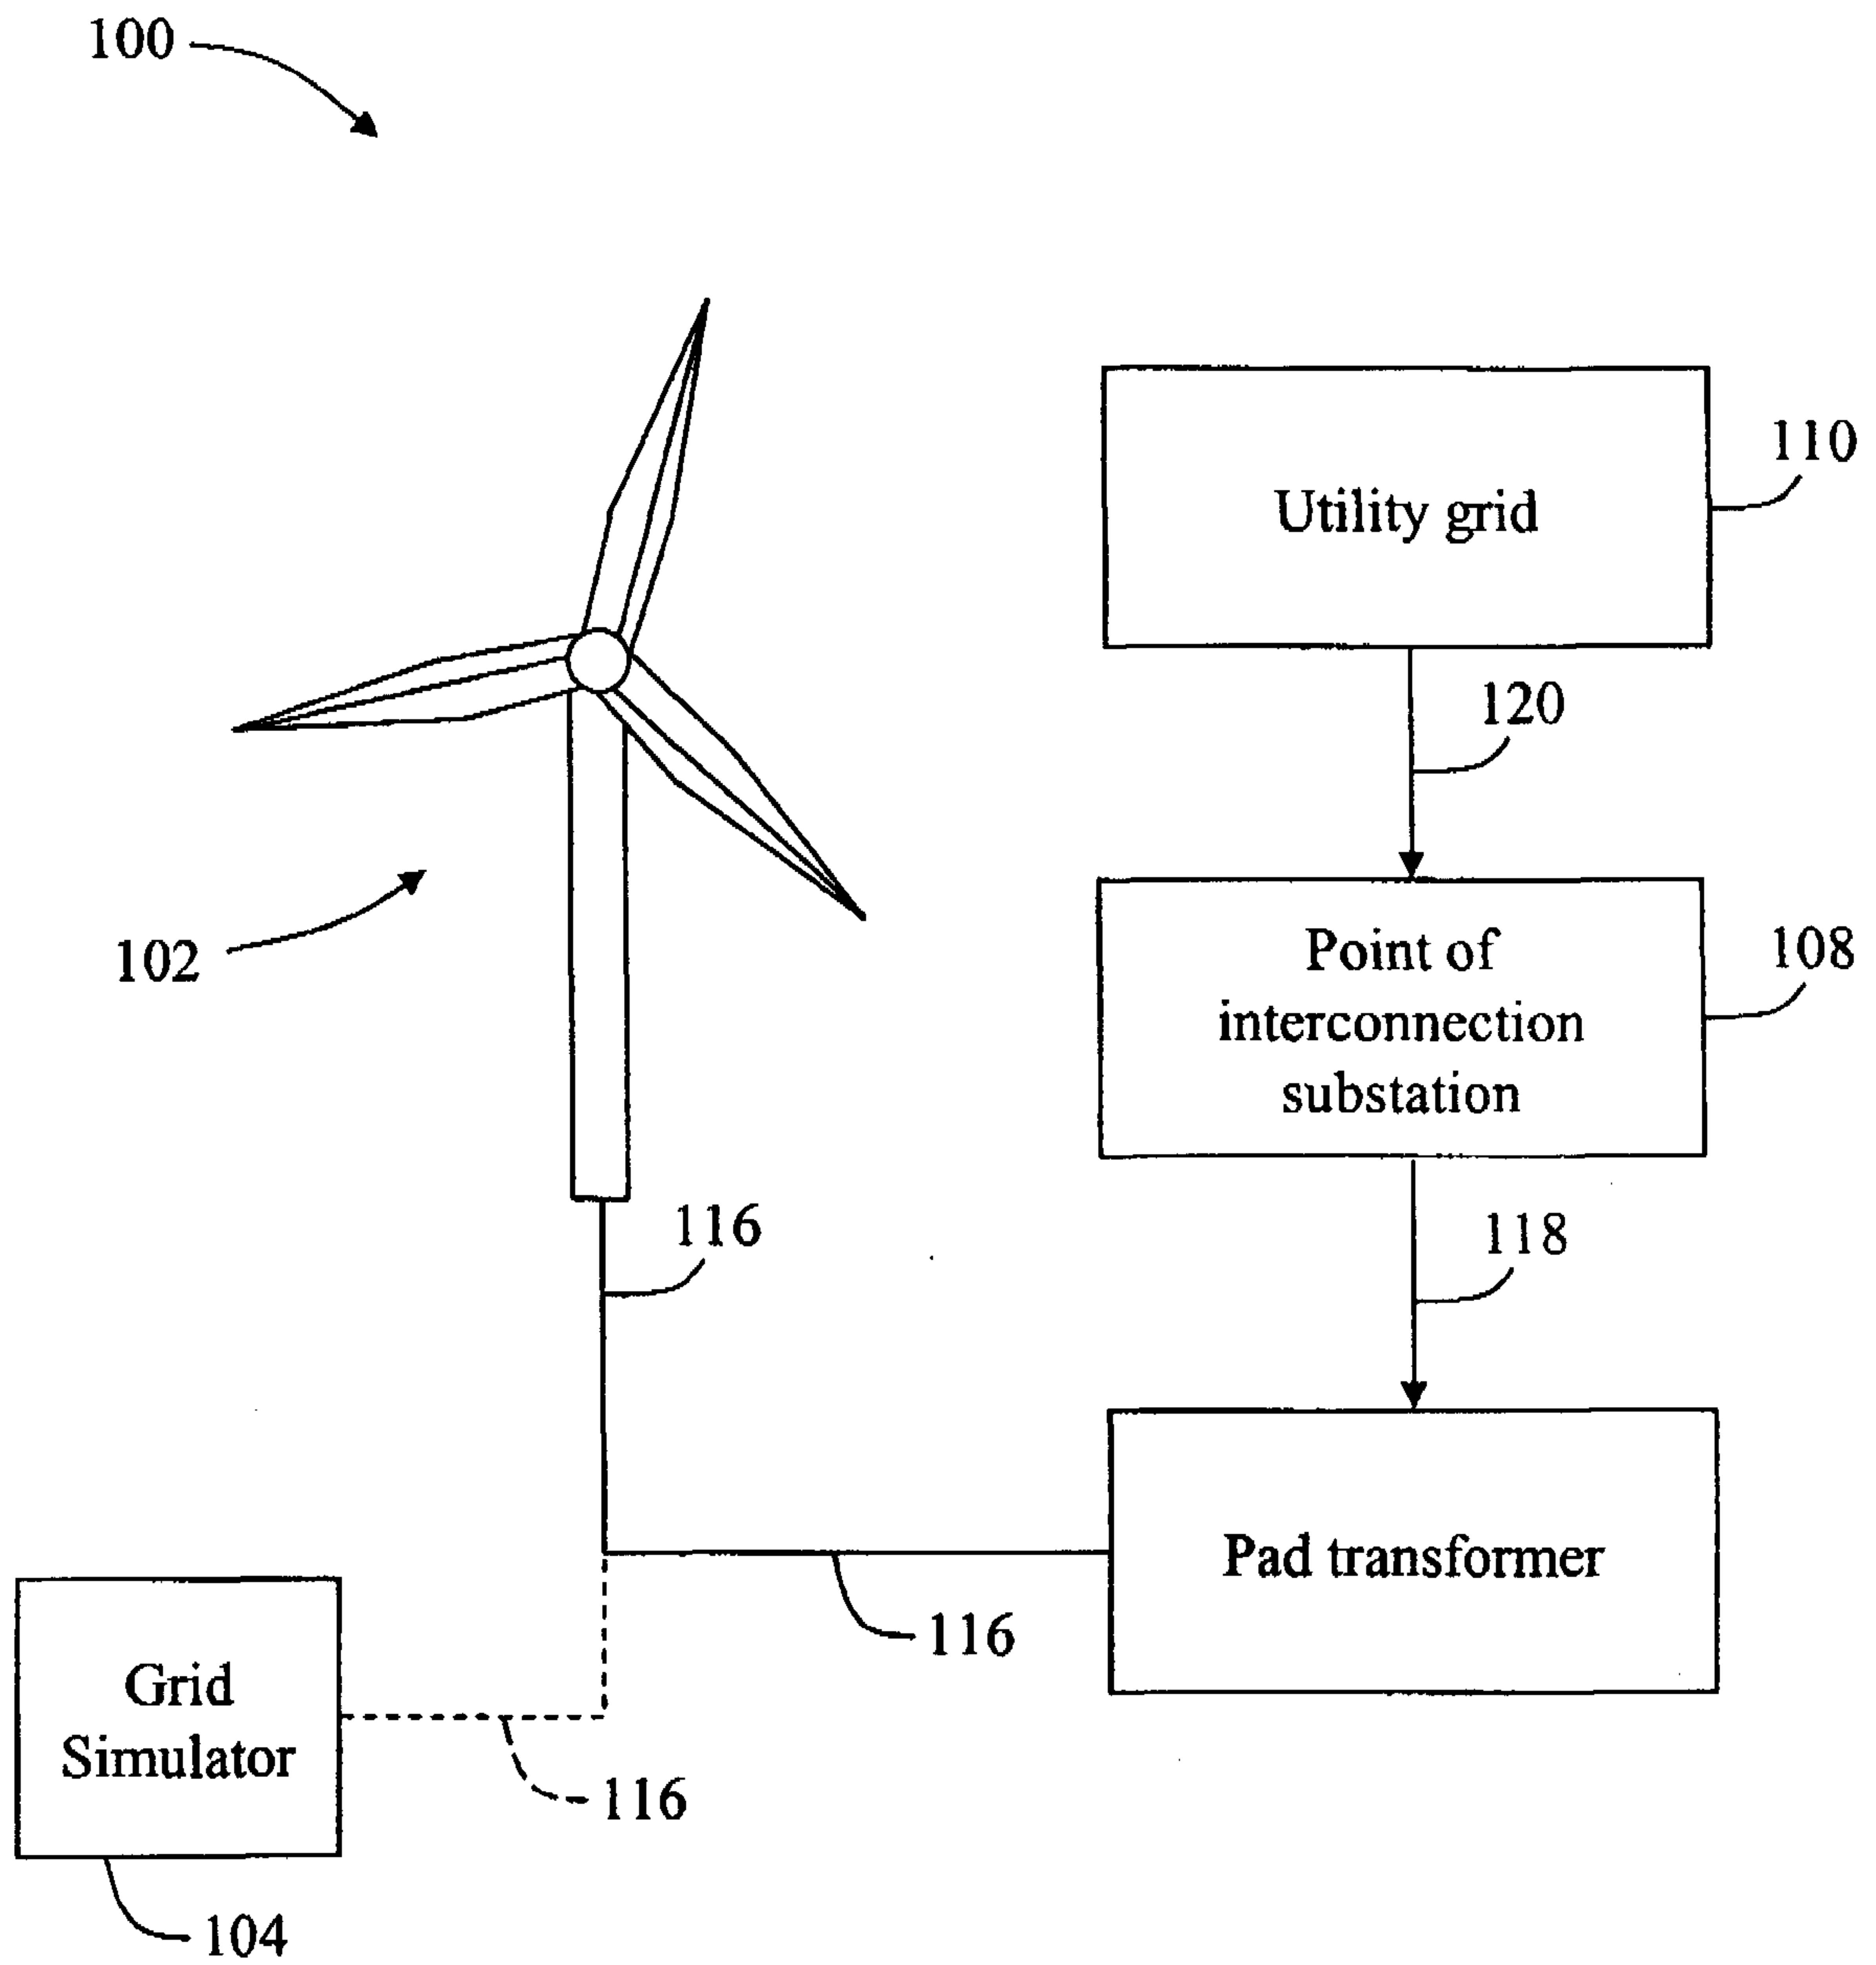 100
110
Utility grid
120
102
Point of
interconnection
substation
108
116
118
Pad transformer
116
Grid
Simulator
116
104